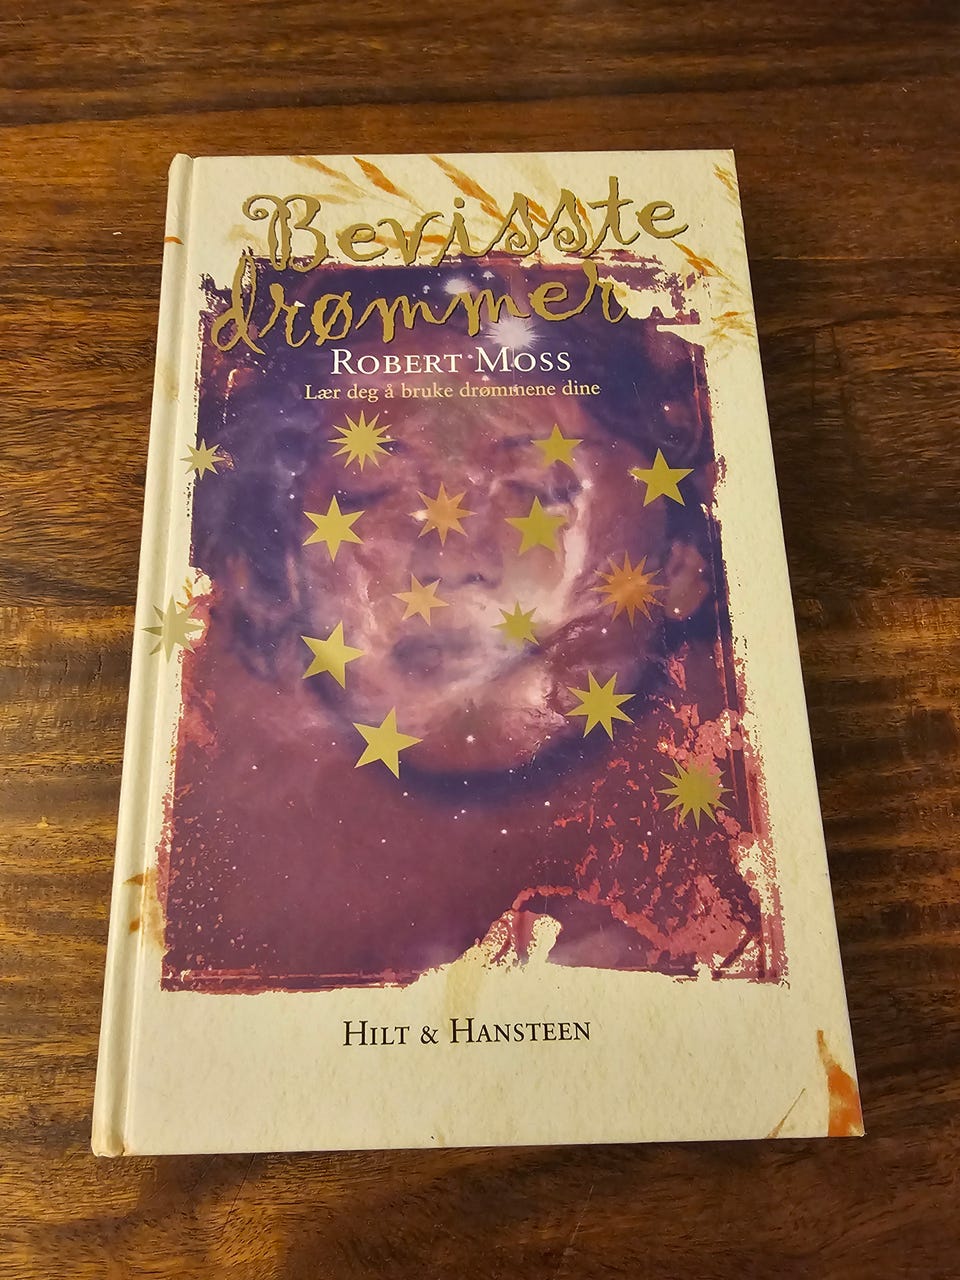 Bevisste
drømmer
ROBERT MOSS
Lær deg å bruke drømmene dine
HILT & HANSTEEN